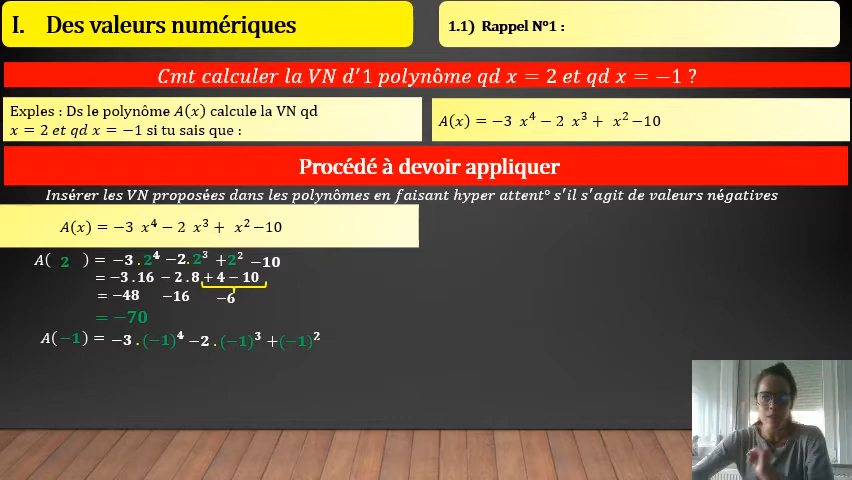 I. Des valeurs numériques
1.1) Rappel N°1 :
Cmt calculer la VN d'1 polynôme qd x = 2 et qd x = −1 ?
Exples : Ds le polynôme A(x) calcule la VN qd
x = 2 et qd x = −1 si tu sais que :
A(x) = −3 x⁴ − 2 x³ + x² −10
Procédé à devoir appliquer
Insérer les VN proposées dans les polynômes en faisant hyper attent° s'il s'agit de valeurs négatives
A(x) = −3 x⁴ − 2 x³ + x² −10
A( 2 ) = −3 . 2⁴ −2 . 2³ +2² −10
= −3 . 16 − 2 . 8 + 4 − 10
= −48 −16 −6
= −70
A(−1) = −3 . (−1)⁴ −2 . (−1)³ +(−1)²